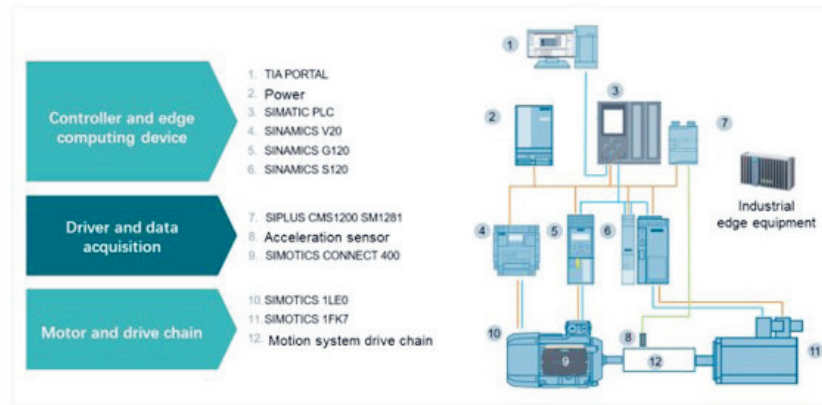 Controller and edge
computing device
1. TIA PORTAL
2. Power
3. SIMATIC PLC
4. SINAMICS V20
5. SINAMICS G120
6. SINAMICS S120
Driver and data
acquisition
7. SIPLUS CMS1200 SM1281
8. Acceleration sensor
9. SIMOTICS CONNECT 400
Motor and drive chain
10. SIMOTICS 1LE0
11. SIMOTICS 1FK7
12. Motion system drive chain
1
2
3
7
Industrial
edge equipment
4
5
6
10
9
8
12
11